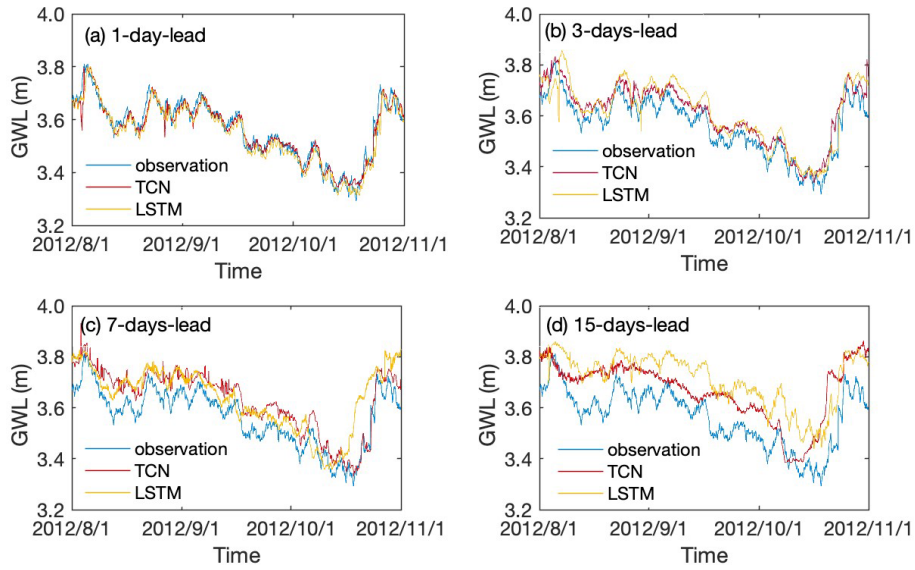 (a) 1-day-lead
GWL (m)
4.0
3.8
3.6
3.4
3.2
observation
TCN
LSTM
2012/8/1 2012/9/1 2012/10/1 2012/11/1
Time
(b) 3-days-lead
GWL (m)
4.0
3.8
3.6
3.4
3.2
observation
TCN
LSTM
2012/8/1 2012/9/1 2012/10/1 2012/11/1
Time
(c) 7-days-lead
GWL (m)
4.0
3.8
3.6
3.4
3.2
observation
TCN
LSTM
2012/8/1 2012/9/1 2012/10/1 2012/11/1
Time
(d) 15-days-lead
GWL (m)
4.0
3.8
3.6
3.4
3.2
observation
TCN
LSTM
2012/8/1 2012/9/1 2012/10/1 2012/11/1
Time